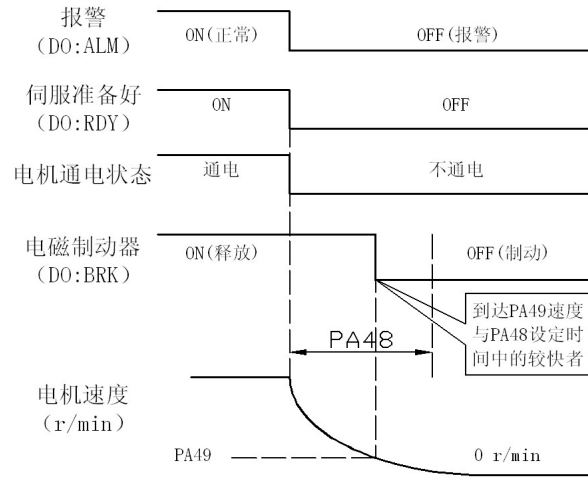 报警
(DO:ALM)
ON(正常)
OFF(报警)
伺服准备好
(DO:RDY)
ON
OFF
电机通电状态
通电
不通电
电磁制动器
(DO:BRK)
ON(释放)
OFF(制动)
到达PA49速度
与PA48设定时
间中的较快者
PA48
电机速度
(r/min)
PA49
0 r/min